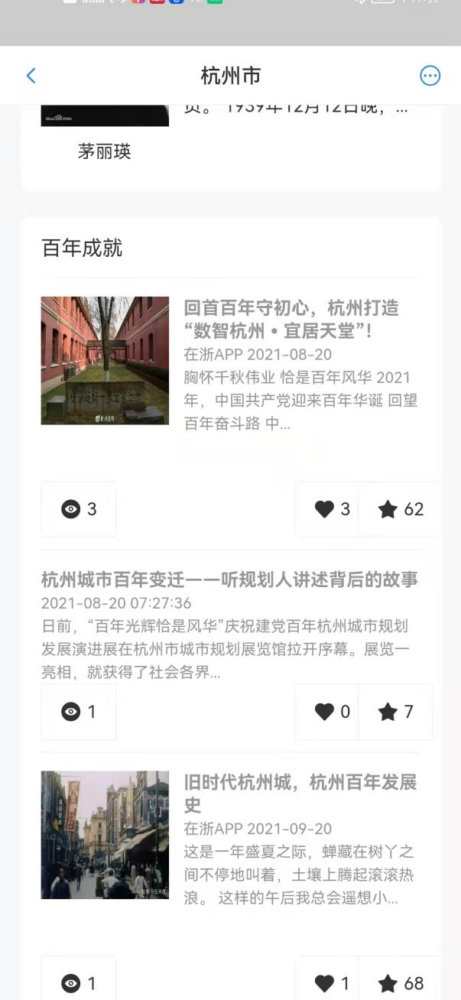 杭州市
员。 1939年12月12日晚，...
茅丽瑛
百年成就
回首百年守初心，杭州打造
“数智杭州·宜居天堂”！
在浙APP 2021-08-20
胸怀千秋伟业 恰是百年风华 2021
年，中国共产党迎来百年华诞 回望
百年奋斗路 中...
3
3
62
杭州城市百年变迁——听规划人讲述背后的故事
2021-08-20 07:27:36
日前，“百年光辉恰是风华”庆祝建党百年杭州城市规划
发展演进展在杭州市城市规划展览馆拉开序幕。展览一
亮相，就获得了社会各界...
1
0
7
旧时代杭州城，杭州百年发展
史
在浙APP 2021-09-20
这是一年盛夏之际，蝉藏在树丫之
间不停地叫着，土壤上腾起滚滚热
浪。 这样的午后我总会遥想小...
1
1
68